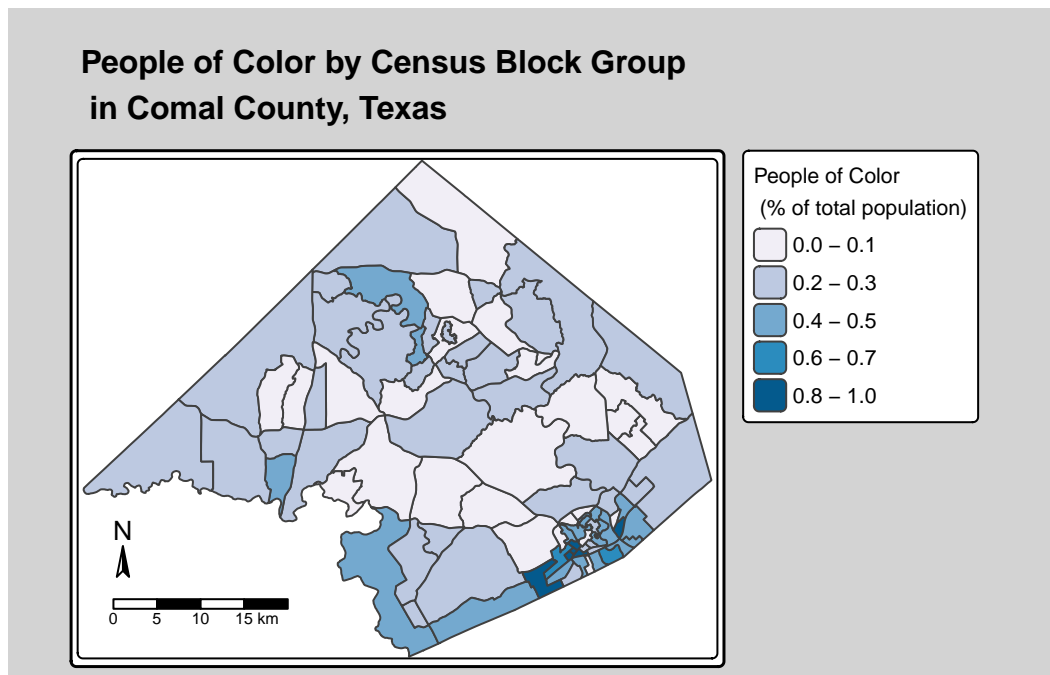 People of Color by Census Block Group
in Comal County, Texas
People of Color
(% of total population)
0.0 – 0.1
0.2 – 0.3
0.4 – 0.5
0.6 – 0.7
0.8 – 1.0
N
0 5 10 15 km